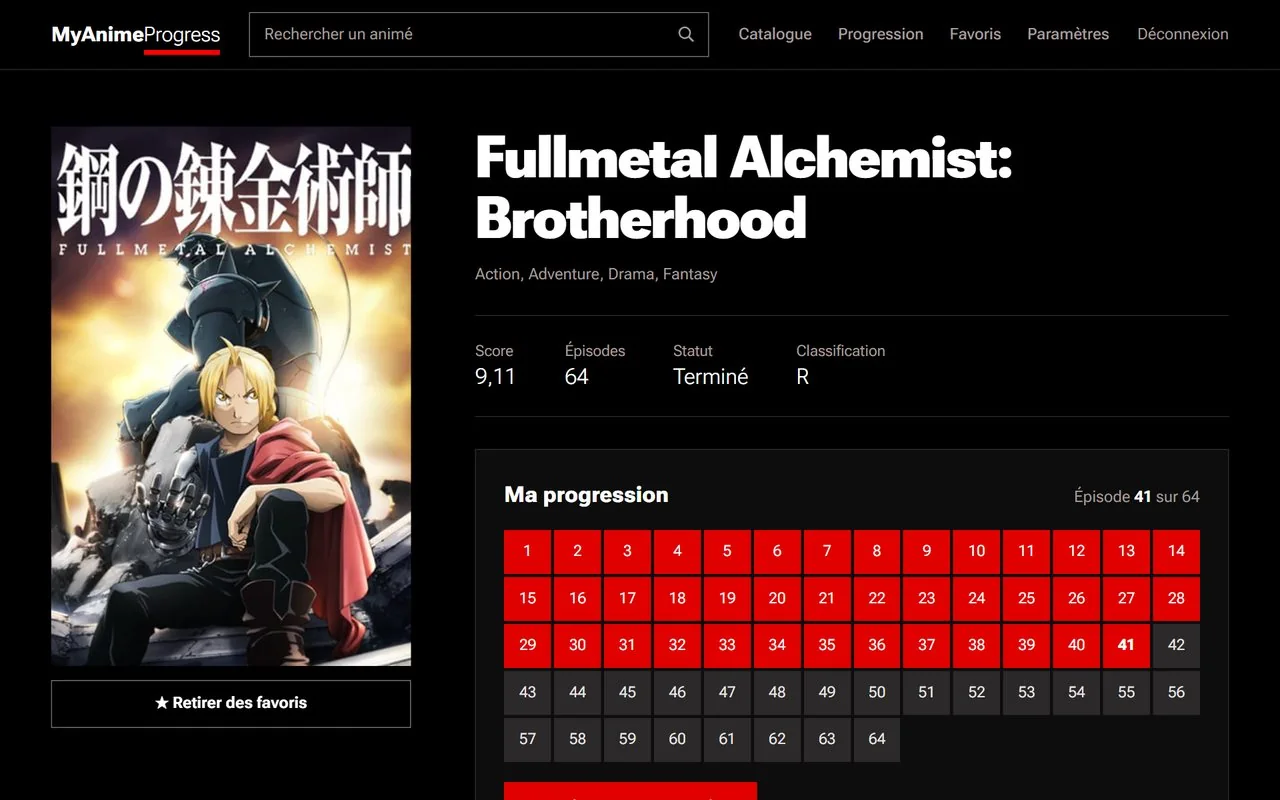 MyAnimeProgress
Rechercher un animé
Catalogue
Progression
Favoris
Paramètres
Déconnexion
鋼の錬金術師
FULLMETAL ALCHEMIST
★ Retirer des favoris
Fullmetal Alchemist:
Brotherhood
Action, Adventure, Drama, Fantasy
Score
9,11
Épisodes
64
Statut
Terminé
Classification
R
Ma progression
Épisode 41 sur 64
1 2 3 4 5 6 7 8 9 10 11 12 13 14
15 16 17 18 19 20 21 22 23 24 25 26 27 28
29 30 31 32 33 34 35 36 37 38 39 40 41 42
43 44 45 46 47 48 49 50 51 52 53 54 55 56
57 58 59 60 61 62 63 64